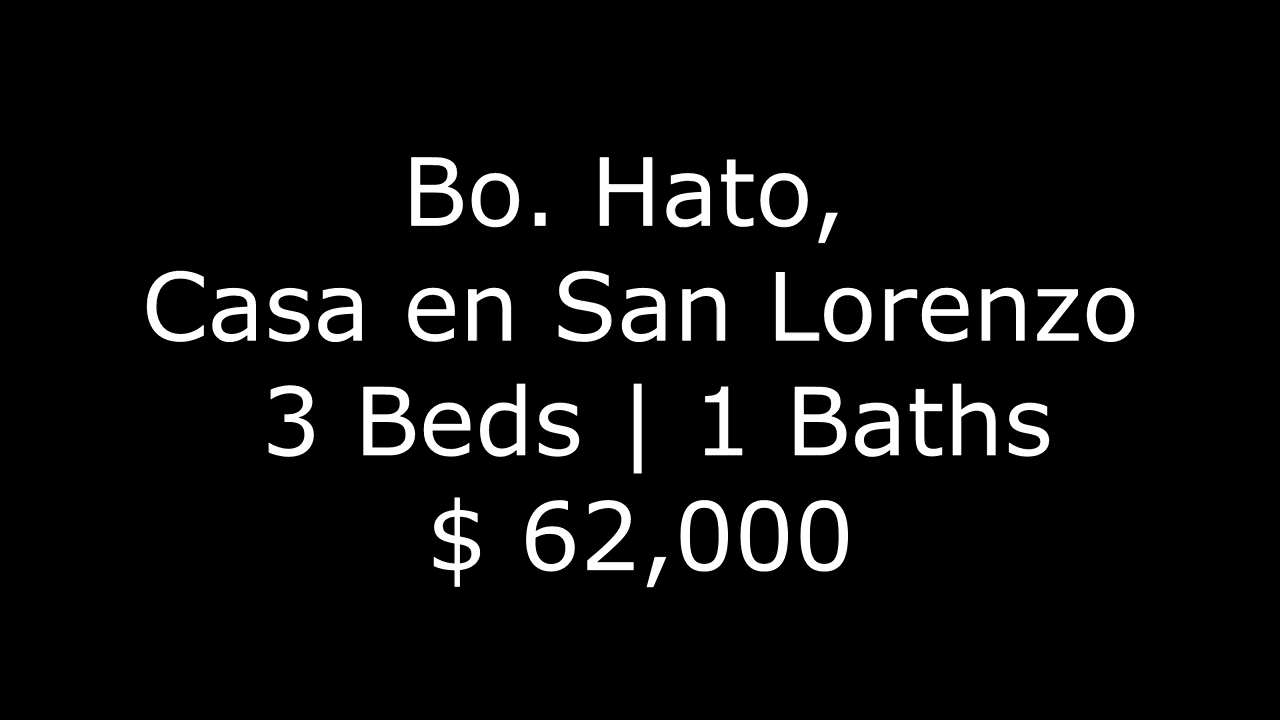 Bo. Hato,
Casa en San Lorenzo
3 Beds | 1 Baths
$ 62,000